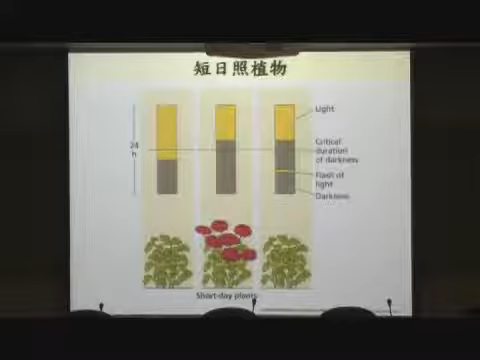 短日照植物
Light
24
h
Critical
duration
of darkness
Flash of
light
Darkness
Short-day plants